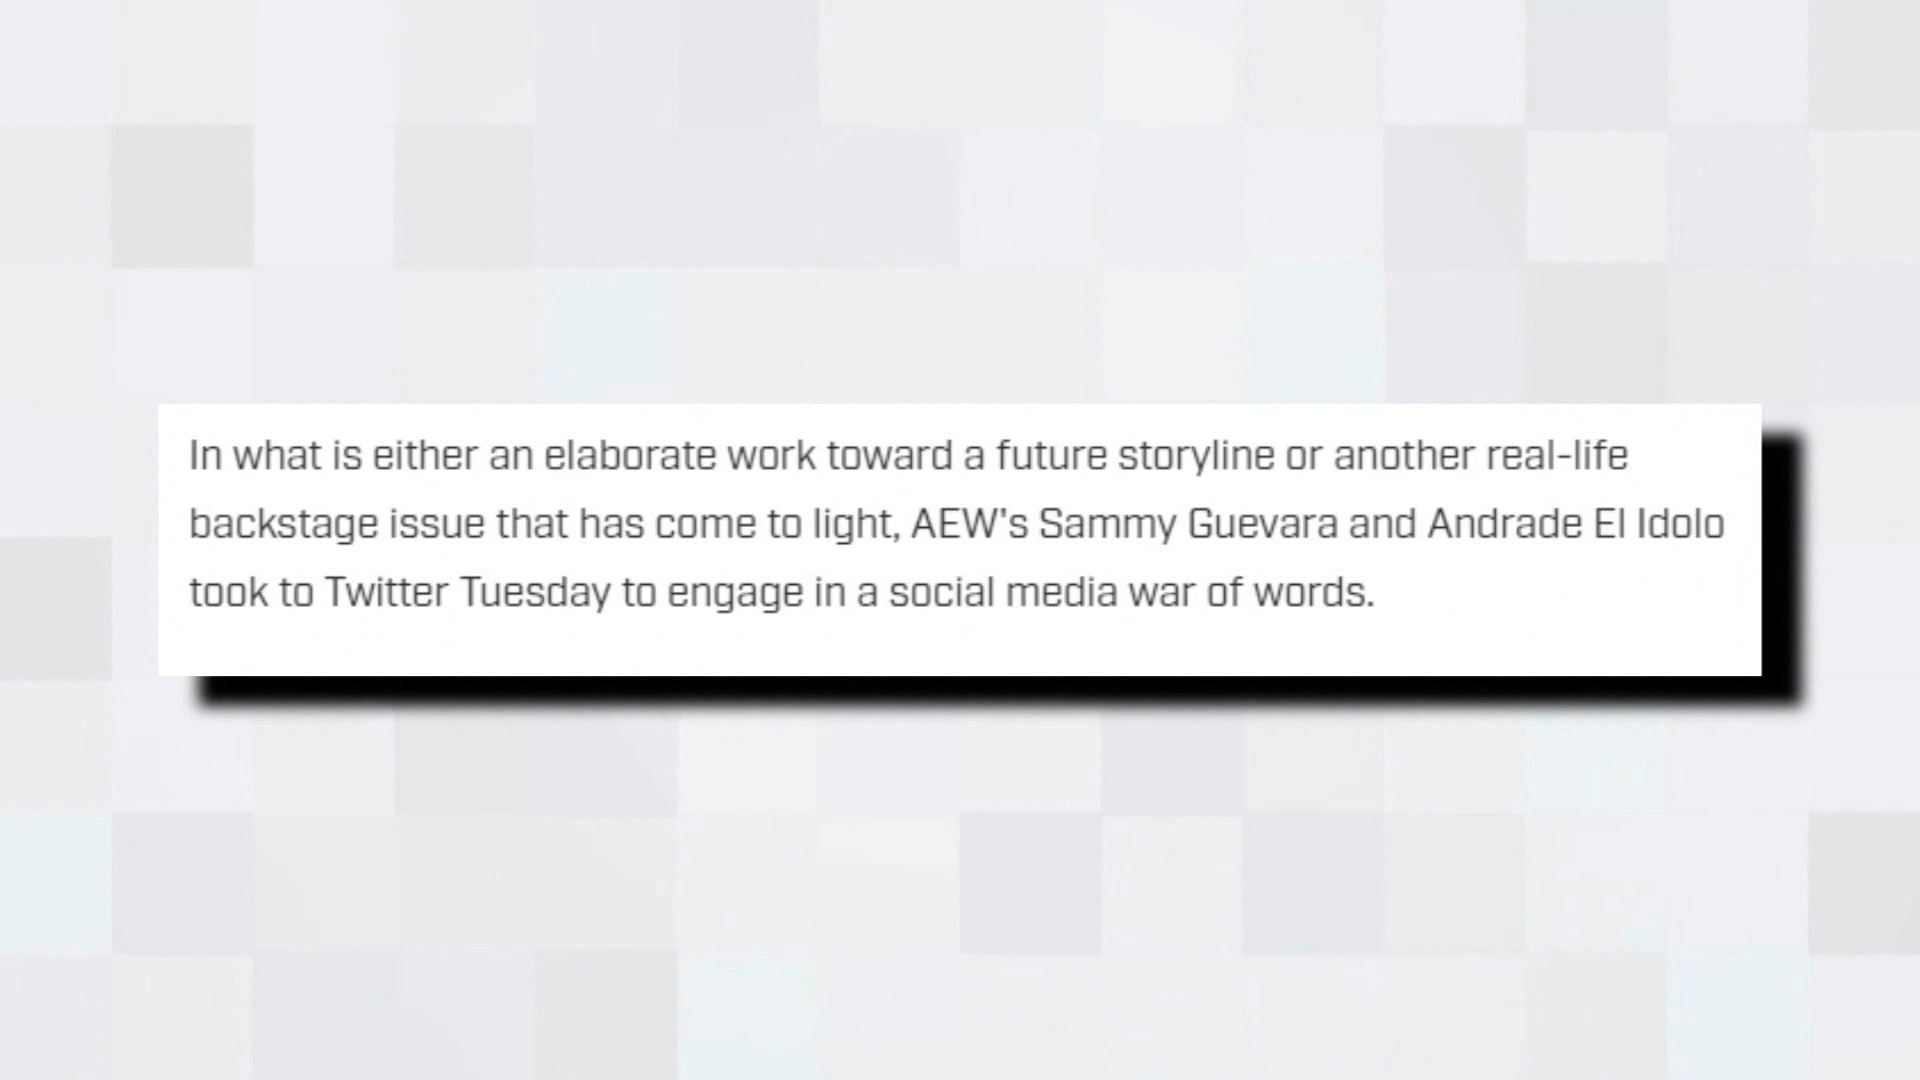 In what is either an elaborate work toward a future storyline or another real-life
backstage issue that has come to light, AEW's Sammy Guevara and Andrade El Idolo
took to Twitter Tuesday to engage in a social media war of words.